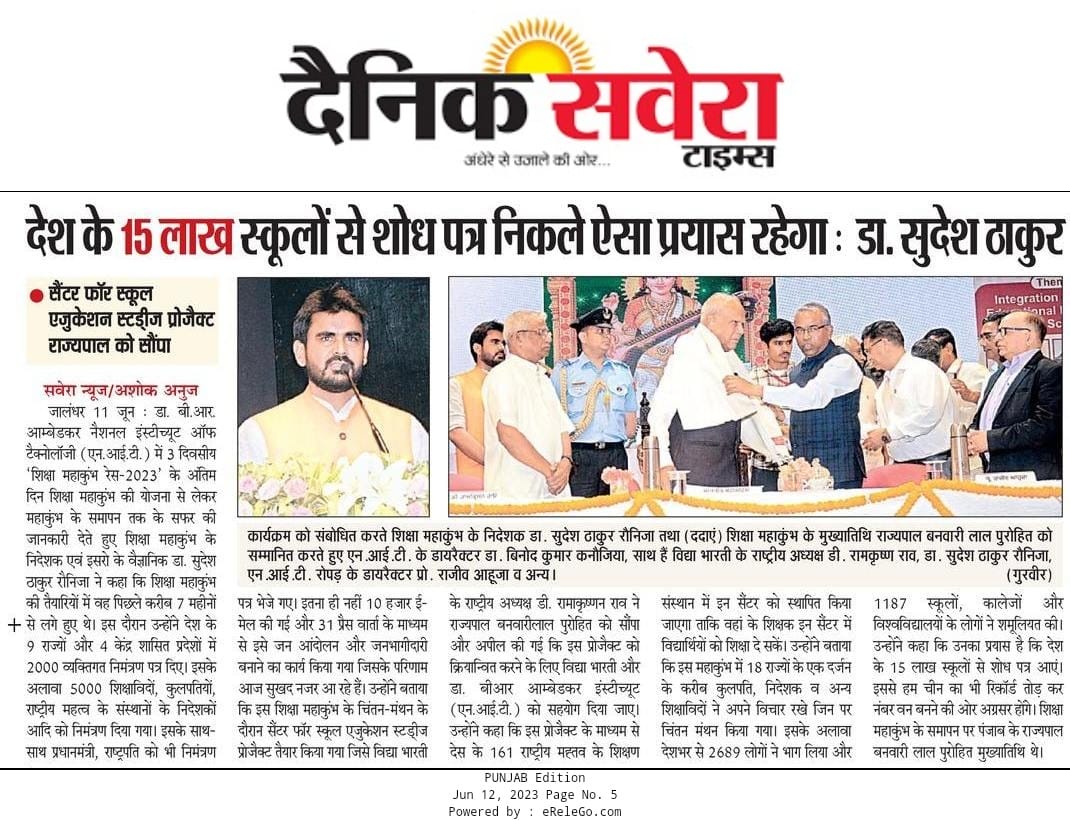 दैनिक सवेरा
टाइम्स
अंधेरे से उजाले की ओर...
देश के 15 लाख स्कूलों से शोध पत्र निकले ऐसा प्रयास रहेगा : डा. सुदेश ठाकुर
● सैंटर फॉर स्कूल
एजुकेशन स्टडी्ज प्रोजैक्ट
राज्यपाल को सौंपा
सवेरा न्यूज/अशोक अनुज
जालंधर 11 जून : डा. बी.आर.
आम्बेडकर नैशनल इंस्टीच्यूट ऑफ
टैक्नोलॉजी (एन.आई.टी.) में 3 दिवसीय
'शिक्षा महाकुंभ रेस-2023' के अंतिम
दिन शिक्षा महाकुंभ की योजना से लेकर
महाकुंभ के समापन तक के सफर की
जानकारी देते हुए शिक्षा महाकुंभ के
निदेशक एवं इसरो के वैज्ञानिक डा. सुदेश
ठाकुर रौनिजा ने कहा कि शिक्षा महाकुंभ
की तैयारियों में वह पिछले करीब 7 महीनों
से लगे हुए थे। इस दौरान उन्होंने देश के
9 राज्यों और 4 केंद्र शासित प्रदेशों में
2000 व्यक्तिगत निमंत्रण पत्र दिए। इसके
अलावा 5000 शिक्षाविदों, कुलपतियों,
राष्ट्रीय महत्व के संस्थानों के निदेशकों
आदि को निमंत्रण दिया गया। इसके साथ-
साथ प्रधानमंत्री, राष्ट्रपति को भी निमंत्रण
Them
Integration
Educational I
Sc
कार्यक्रम को संबोधित करते शिक्षा महाकुंभ के निदेशक डा. सुदेश ठाकुर रौनिजा तथा (ददाएं) शिक्षा महाकुंभ के मुख्यातिथि राज्यपाल बनवारी लाल पुरोहित को
सम्मानित करते हुए एन.आई.टी. के डायरैक्टर डा. बिनोद कुमार कनौजिया, साथ हैं विद्या भारती के राष्ट्रीय अध्यक्ष डी. रामकृष्ण राव, डा. सुदेश ठाकुर रौनिजा,
एन.आई.टी. रोपड़ के डायरैक्टर प्रो. राजीव आहूजा व अन्य। (गुरवीर)
पत्र भेजे गए। इतना ही नहीं 10 हजार ई-
मेल की गई और 31 प्रैस वार्ता के माध्यम
से इसे जन आंदोलन और जनभागीदारी
बनाने का कार्य किया गया जिसके परिणाम
आज सुखद नजर आ रहे हैं। उन्होंने बताया
कि इस शिक्षा महाकुंभ के चिंतन-मंथन के
दौरान सैंटर फॉर स्कूल एजुकेशन स्टडी्ज
प्रोजैक्ट तैयार किया गया जिसे विद्या भारती
के राष्ट्रीय अध्यक्ष डी. रामाकृष्णन राव ने
राज्यपाल बनवारीलाल पुरोहित को सौंपा
और अपील की गई कि इस प्रोजैक्ट को
क्रियान्वित करने के लिए विद्या भारती और
डा. बीआर आम्बेडकर इंस्टीच्यूट
(एन.आई.टी.) को सहयोग दिया जाए।
उन्होंने कहा कि इस प्रोजैक्ट के माध्यम से
देस के 161 राष्ट्रीय महत्व के शिक्षण
संस्थान में इन सैंटर को स्थापित किया
जाएगा ताकि वहां के शिक्षक इन सैंटर में
विद्यार्थियों को शिक्षा दे सकें। उन्होंने बताया
कि इस महाकुंभ में 18 राज्यों के एक दर्जन
के करीब कुलपति, निदेशक व अन्य
शिक्षाविदों ने अपने विचार रखे जिन पर
चिंतन मंथन किया गया। इसके अलावा
देशभर से 2689 लोगों ने भाग लिया और
1187 स्कूलों, कालेजों और
विश्वविद्यालयों के लोगों ने शमूलियत की।
उन्होंने कहा कि उनका प्रयास है कि देश
के 15 लाख स्कूलों से शोध पत्र आएं।
इससे हम चीन का भी रिकॉर्ड तोड़ कर
नंबर वन बनने की ओर अग्रसर होंगे। शिक्षा
महाकुंभ के समापन पर पंजाब के राज्यपाल
बनवारी लाल पुरोहित मुख्यातिथि थे।
PUNJAB Edition
Jun 12, 2023 Page No. 5
Powered by : eReleGo.com